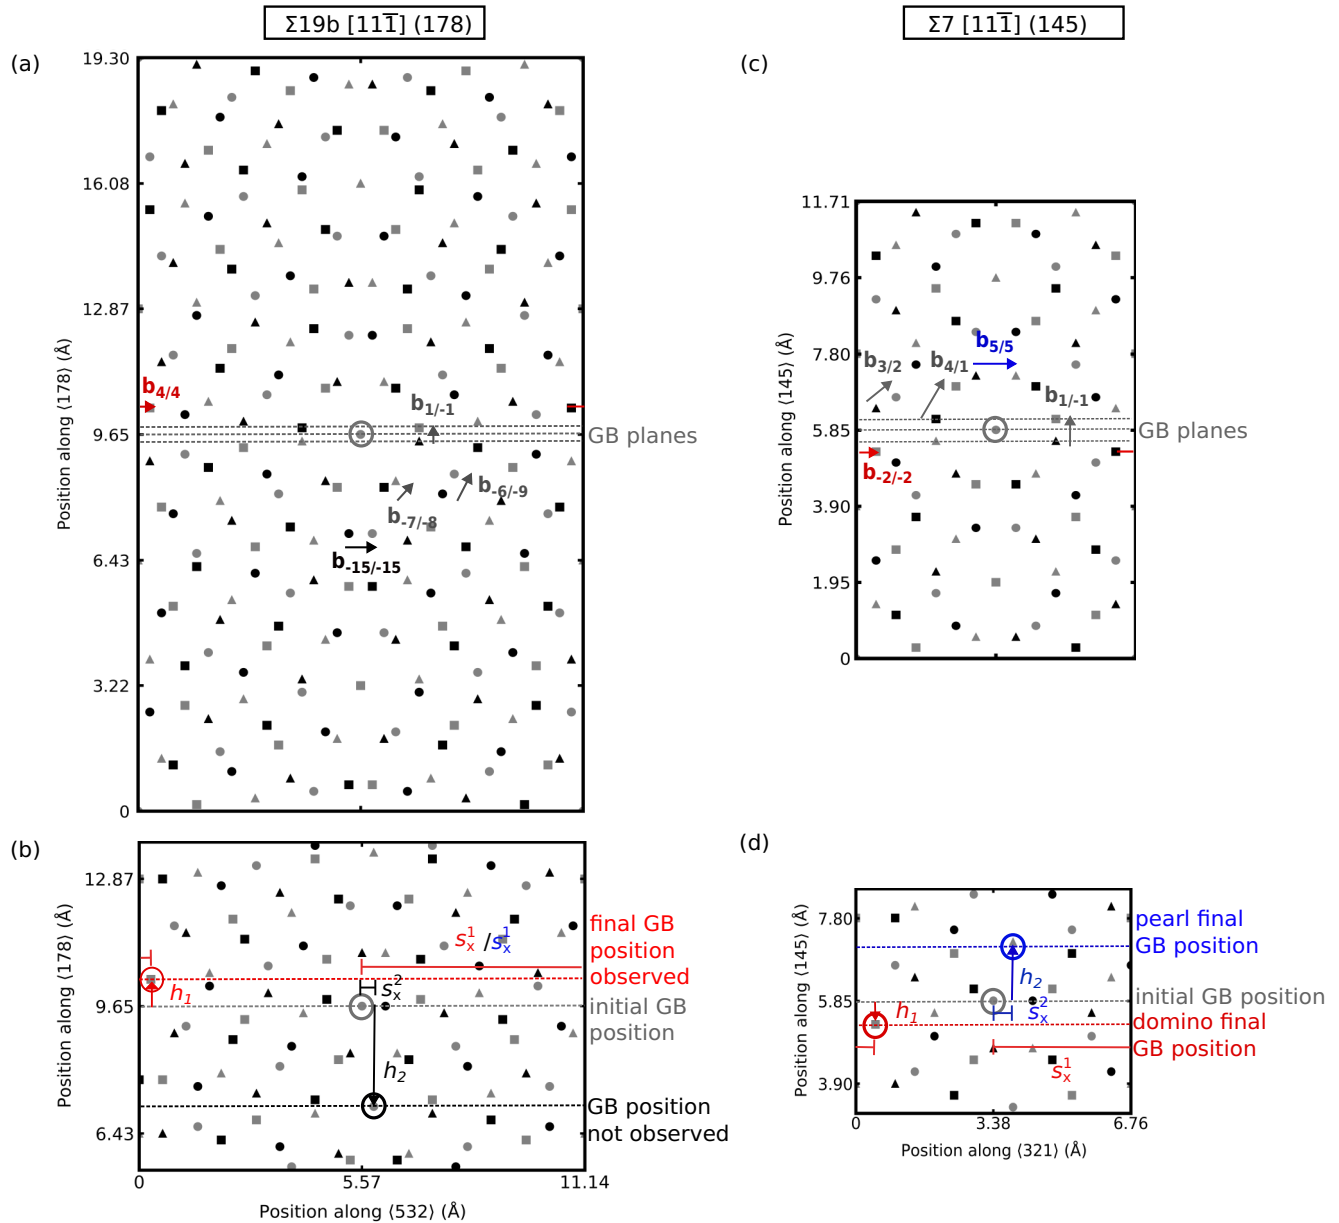 Σ19b [111̅] (178)
Σ7 [111̅] (145)
(a)
19.30
16.08
12.87
9.65
6.43
3.22
0
Position along ⟨178⟩ (Å)
b4/4
b1/-1
GB planes
b-6/-9
b-7/-8
b-15/-15
(c)
11.71
9.76
7.80
5.85
3.90
1.95
0
Position along ⟨145⟩ (Å)
b5/5
b3/2
b4/1
b1/-1
GB planes
b-2/-2
(b)
12.87
9.65
6.43
Position along ⟨178⟩ (Å)
0
5.57
11.14
Position along ⟨532⟩ (Å)
sx1/sx1
sx2
h1
h2
final GB
position
observed
initial GB
position
GB position
not observed
(d)
7.80
5.85
3.90
Position along ⟨145⟩ (Å)
0
3.38
6.76
Position along ⟨321⟩ (Å)
h1
h2
sx2
sx1
pearl final
GB position
initial GB position
domino final
GB position